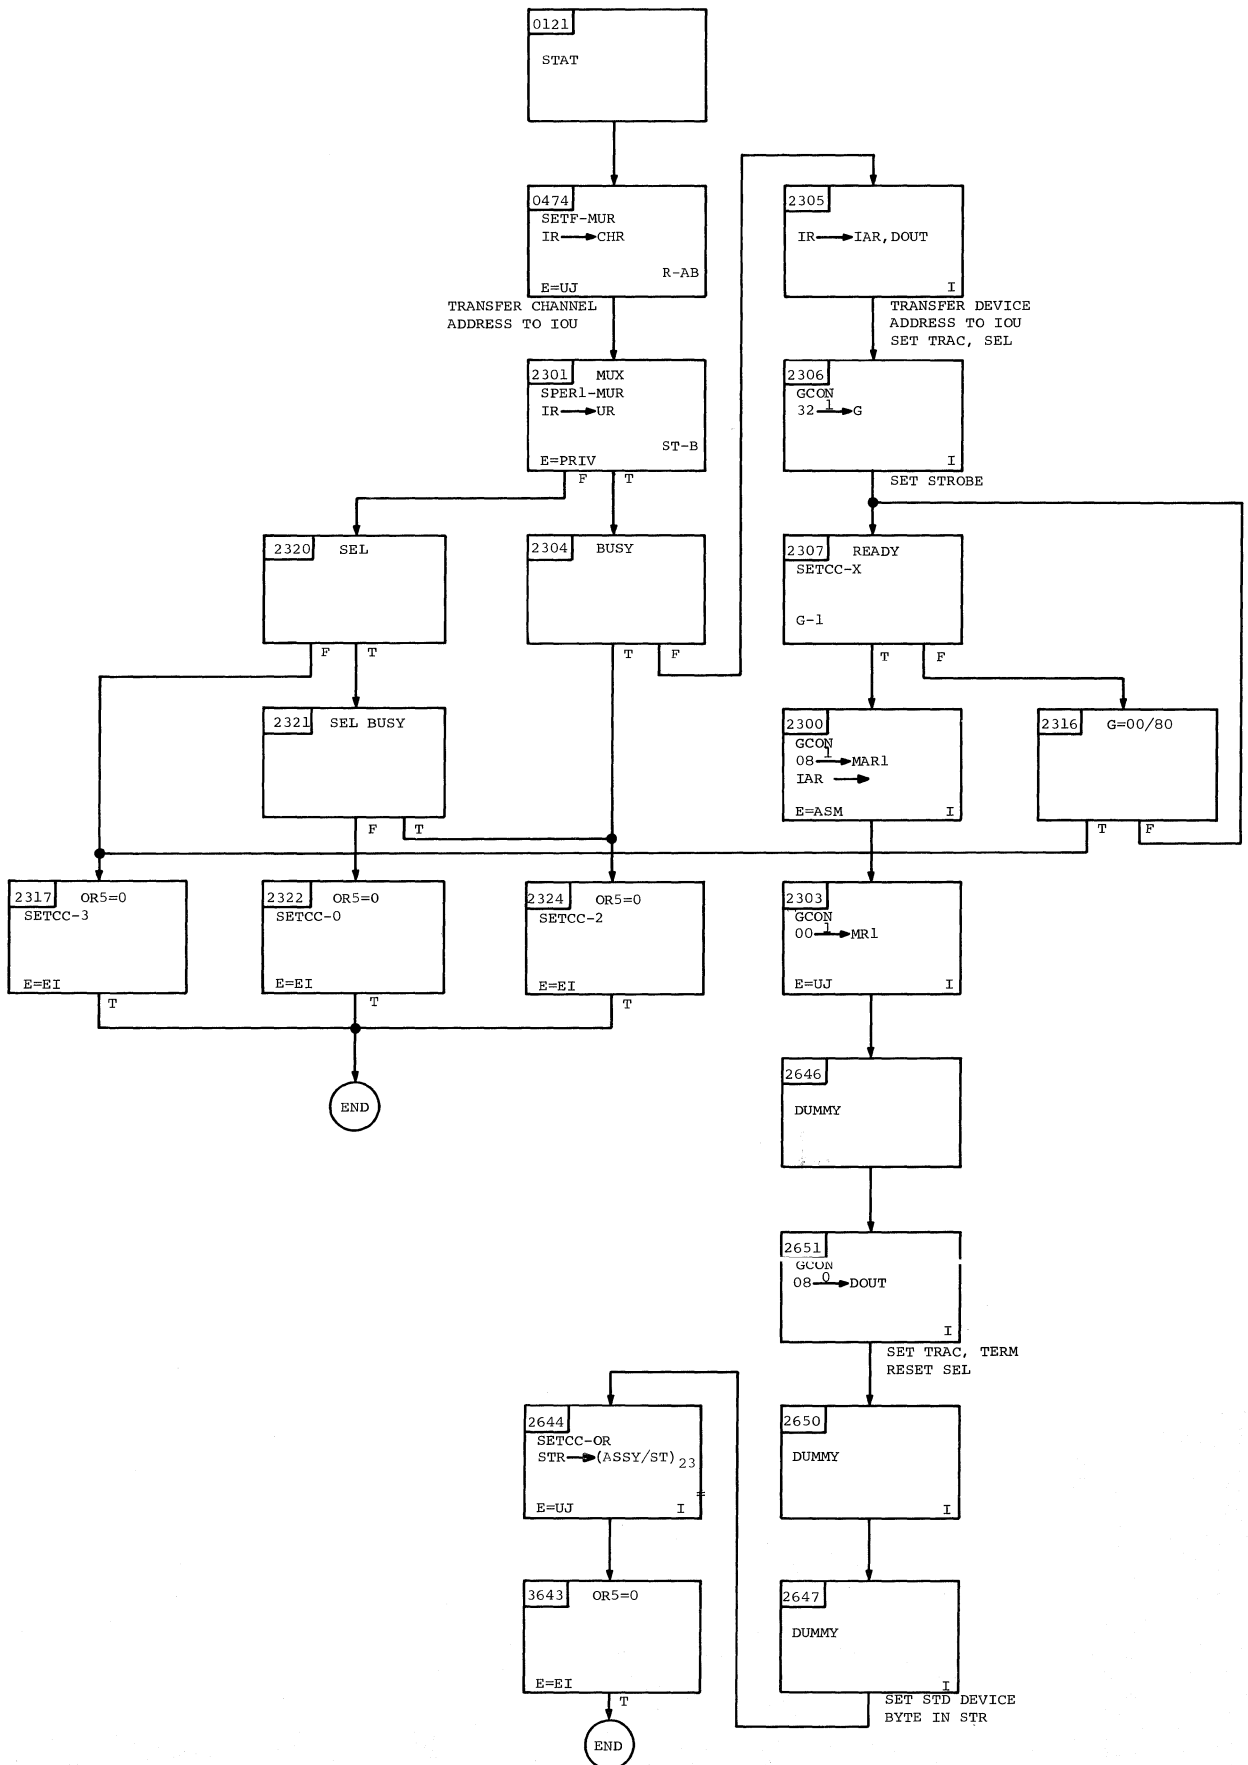 0121
STAT
0474
SETF-MUR
IR CHR
R-AB
E=UJ
TRANSFER CHANNEL
ADDRESS TO IOU
2305
IR IAR,DOUT
I
TRANSFER DEVICE
ADDRESS TO IOU
SET TRAC, SEL
2301 MUX
SPER1-MUR
IR UR
ST-B
E=PRIV
F T
2306
GCON
32 1 G
I
SET STROBE
2320 SEL
F T
2304 BUSY
T F
2307 READY
SETCC-X
G-1
T F
2321 SEL BUSY
F T
2300
GCON
08 1 MAR1
IAR
E=ASM I
2316 G=00/80
T F
2317 OR5=0
SETCC-3
E=EI
T
2322 OR5=0
SETCC-0
E=EI
T
2324 OR5=0
SETCC-2
E=EI
T
2303
GCON
00 1 MR1
E=UJ I
END
2646
DUMMY
2651
GCON
08 0 DOUT
I
SET TRAC, TERM
RESET SEL
2644
SETCC-OR
STR (ASSY/ST) 23
E=UJ I
2650
DUMMY
I
3643 OR5=0
E=EI
T
END
2647
DUMMY
I
SET STD DEVICE
BYTE IN STR